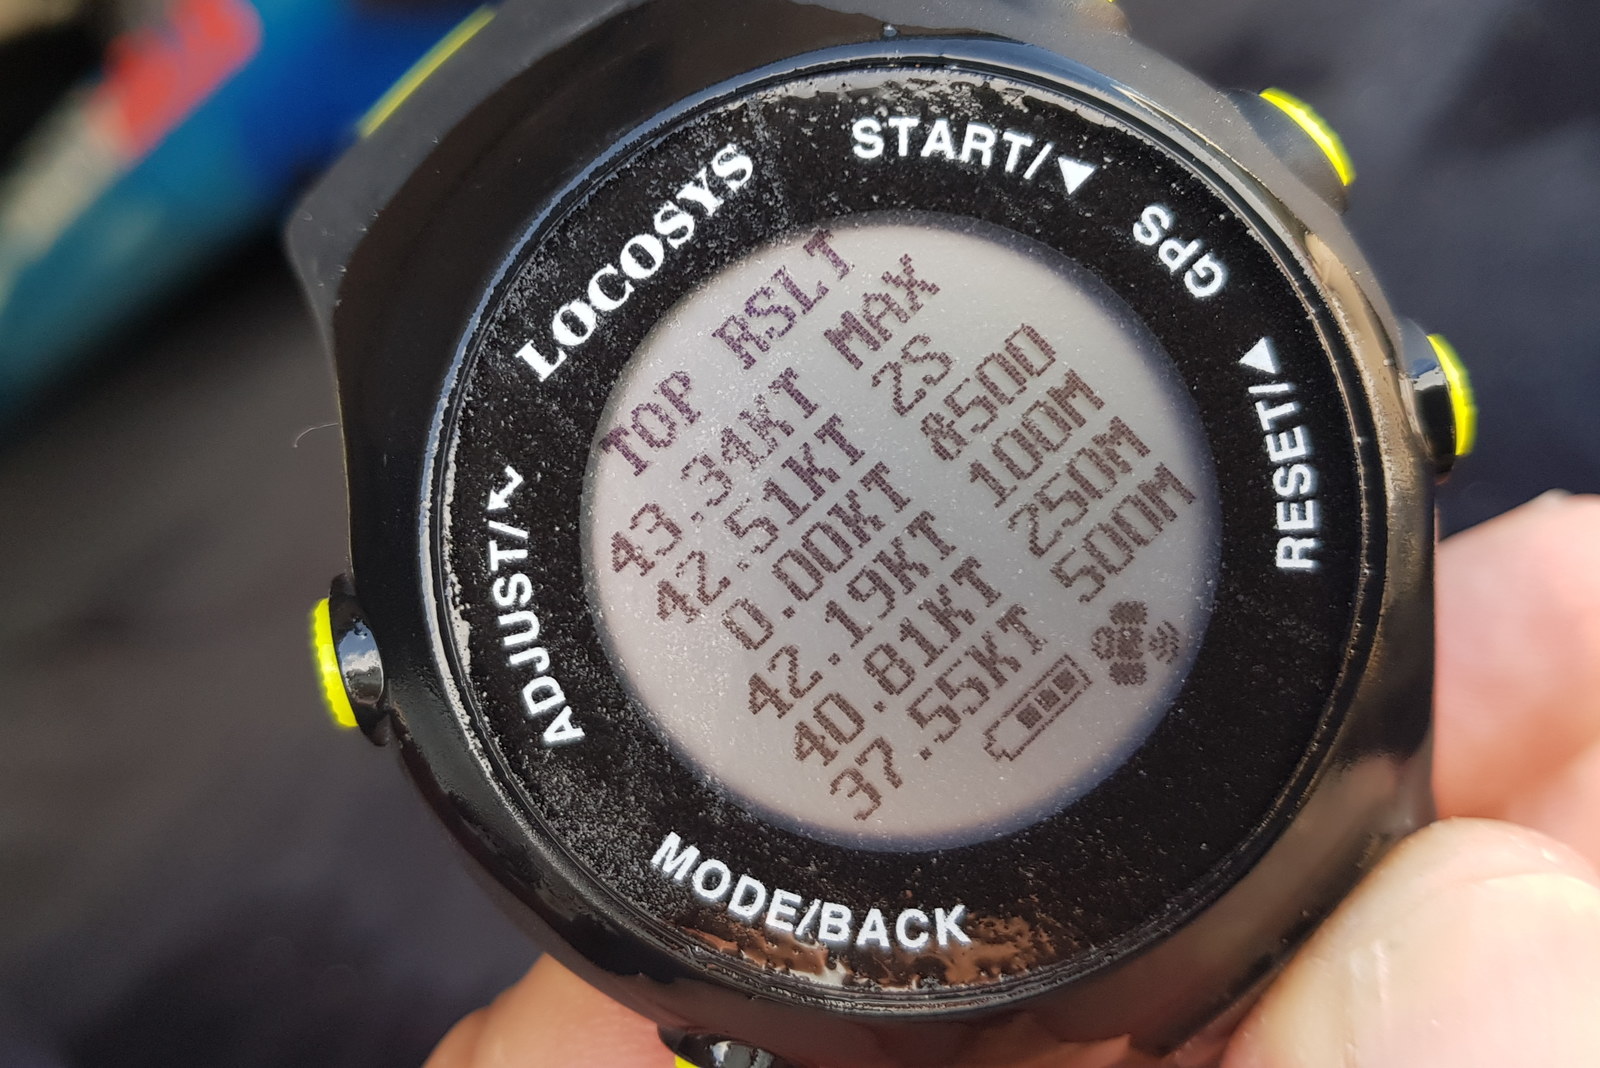 LOCOSYS
START/▼
GPS
RESET/▲
ADJUST/↵
MODE/BACK
TOP RSLT
43.34KT MAX
42.51KT 2S
0.00KT &500
42.19KT 100M
40.81KT 250M
37.55KT 500M